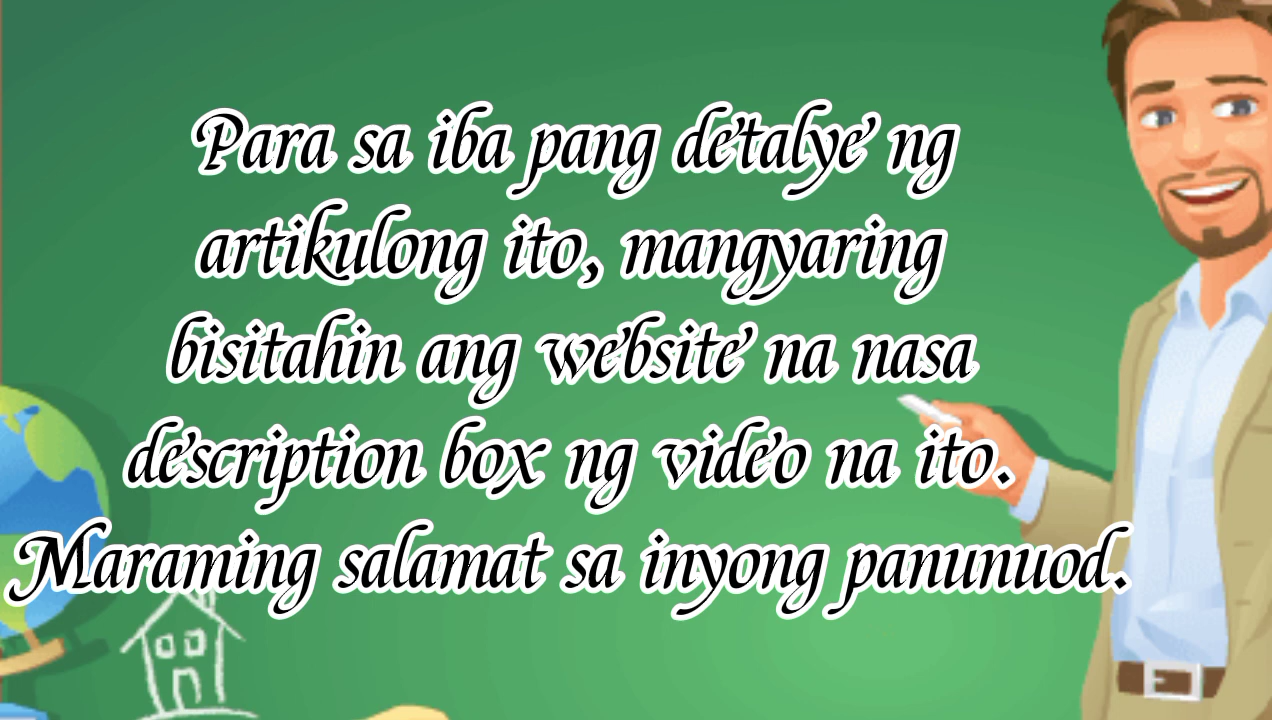 Para sa iba pang detalye ng
artikulong ito, mangyaring
bisitahin ang website na nasa
description box ng video na ito.
Maraming salamat sa inyong panunuod.